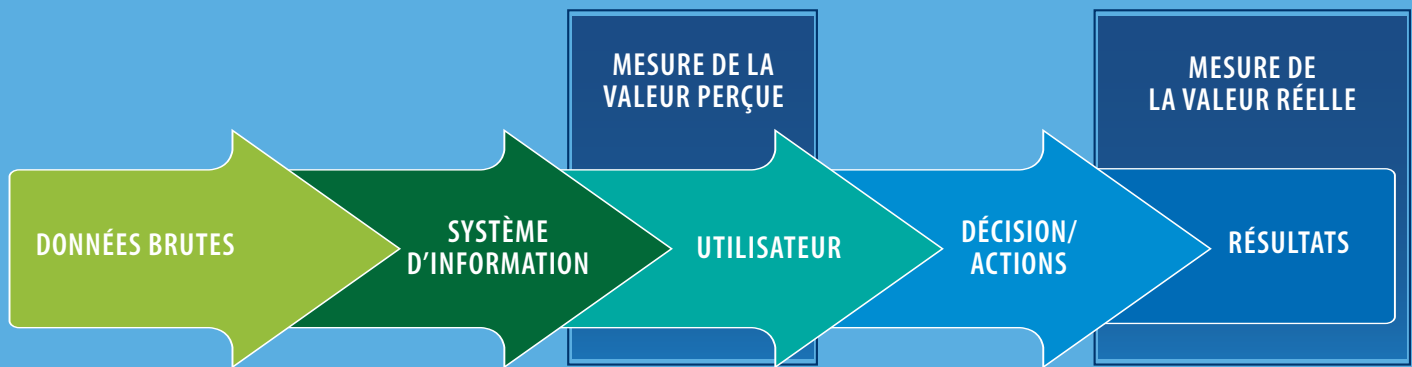 MESURE DE LA
VALEUR PERÇUE
MESURE DE
LA VALEUR RÉELLE
DONNÉES BRUTES
SYSTÈME
D’INFORMATION
UTILISATEUR
DÉCISION/
ACTIONS
RÉSULTATS